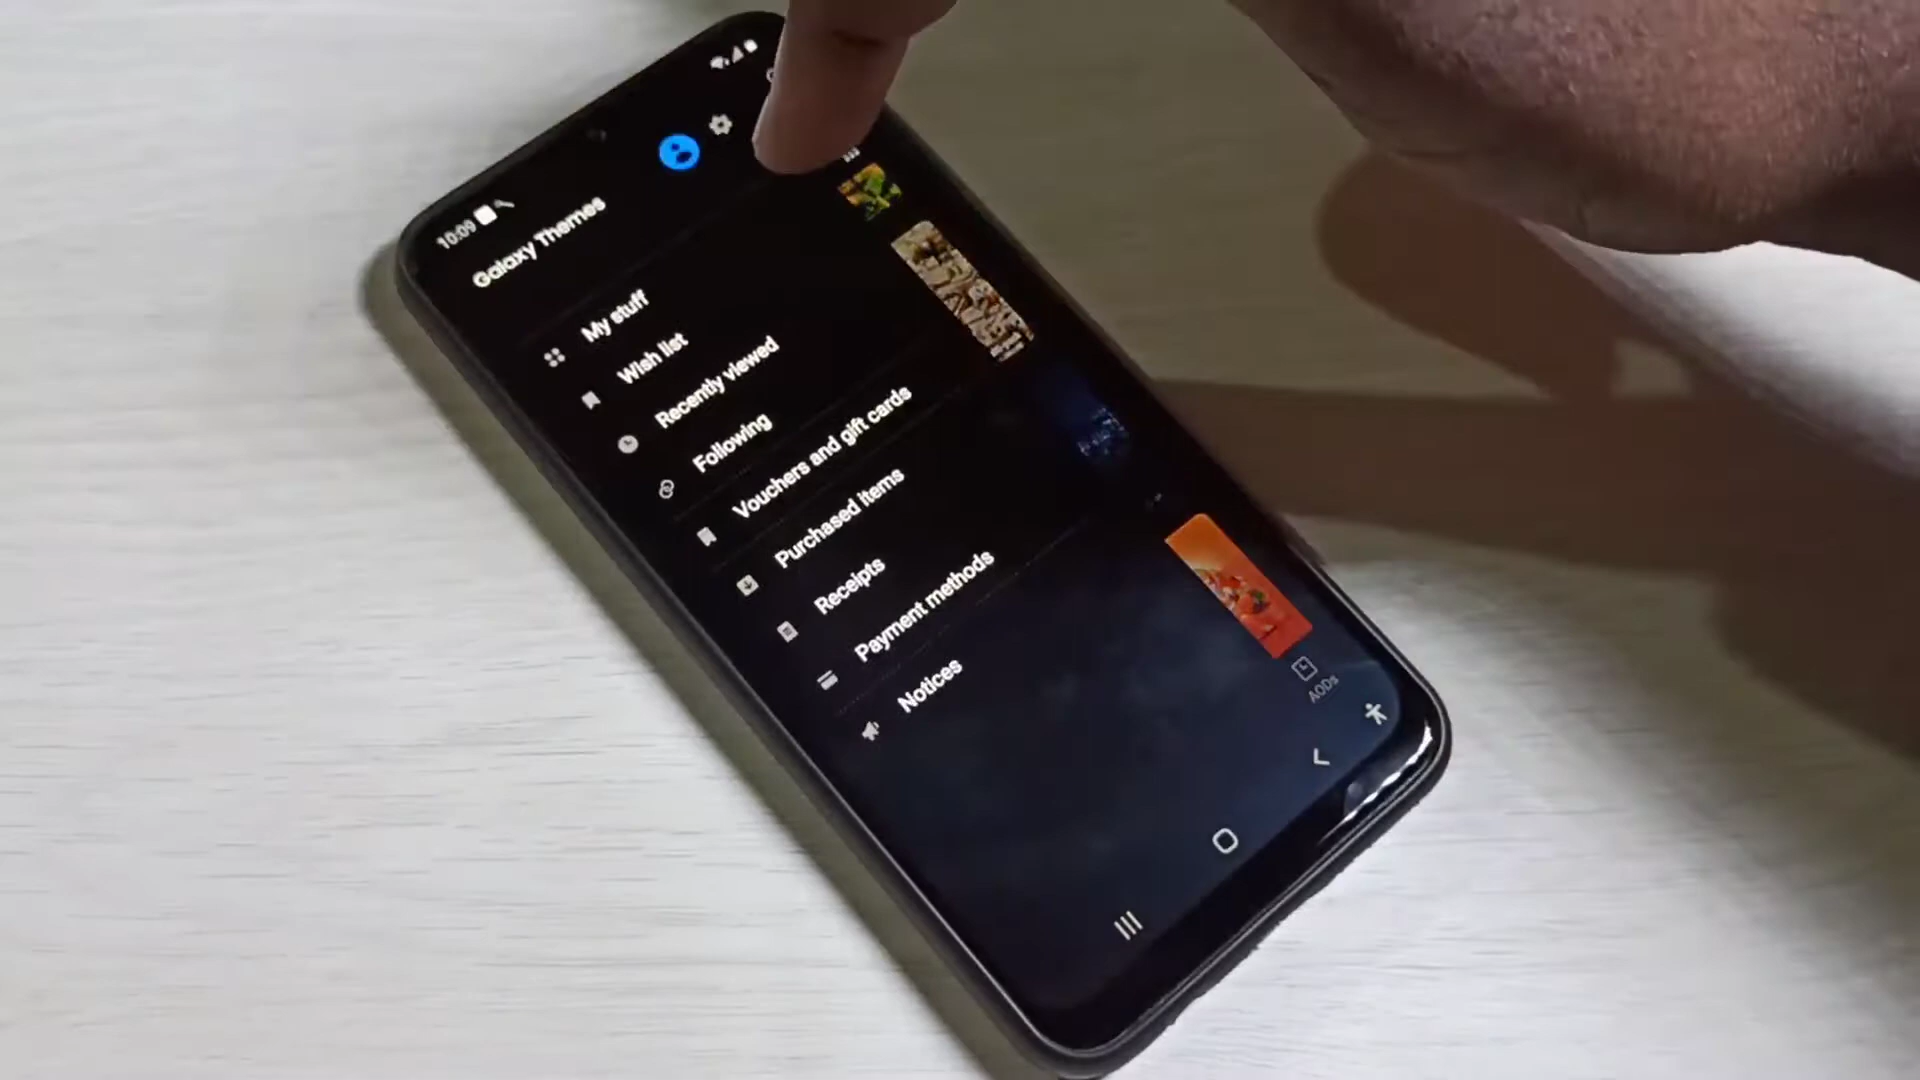 10:09
Galaxy Themes
My stuff
Wish list
Recently viewed
Following
Vouchers and gift cards
Purchased items
Receipts
Payment methods
Notices
AODs